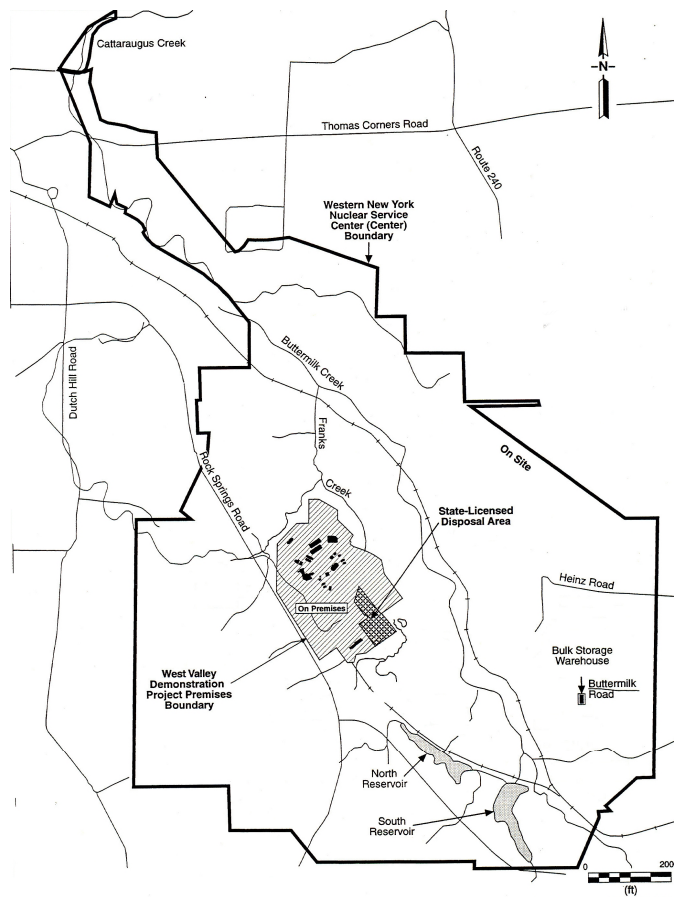 Cattaraugus Creek
N
Thomas Corners Road
Route 240
Western New York
Nuclear Service
Center (Center)
Boundary
Buttermilk Creek
Dutch Hill Road
Franks
Creek
On Site
Rock Springs Road
State-Licensed
Disposal Area
Heinz Road
On Premises
Bulk Storage
Warehouse
Buttermilk
Road
West Valley
Demonstration
Project Premises
Boundary
North
Reservoir
South
Reservoir
0
(ft)